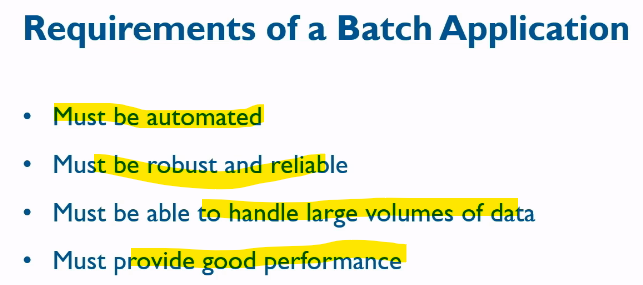 Requirements of a Batch Application
• Must be automated
• Must be robust and reliable
• Must be able to handle large volumes of data
• Must provide good performance